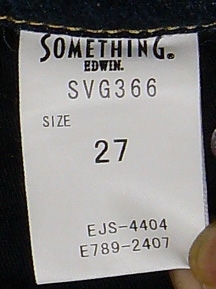 SOMETHING®
EDWIN.
SVG366
SIZE
27
EJS-4404
E789-2407